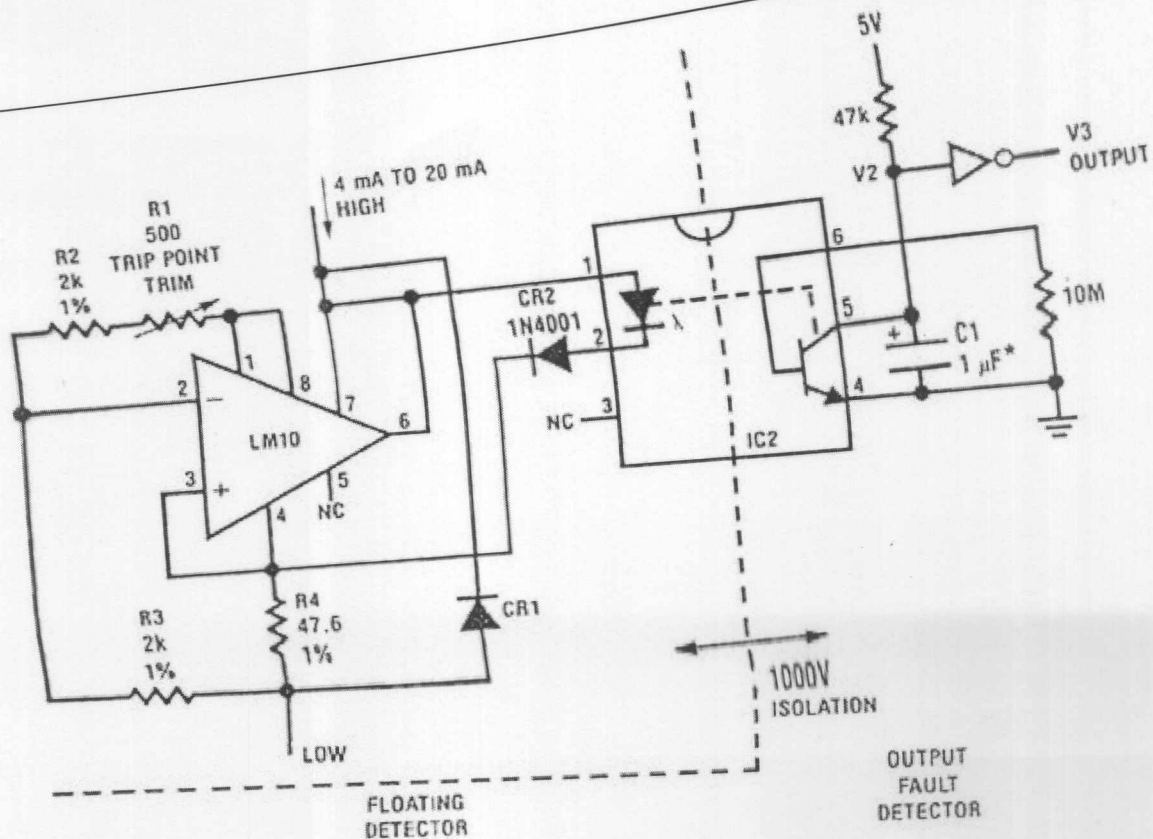 5V
47k
V2
V3
OUTPUT
4 mA TO 20 mA
HIGH
R1
500
TRIP POINT
TRIM
R2
2k
1%
1
8
2
−
LM10
7
6
3
+
5
NC
4
CR2
1N4001
1
2
λ
NC
3
IC2
6
5
4
+
C1
1 µF*
10M
R4
47.6
1%
CR1
R3
2k
1%
LOW
1000V
ISOLATION
FLOATING
DETECTOR
OUTPUT
FAULT
DETECTOR